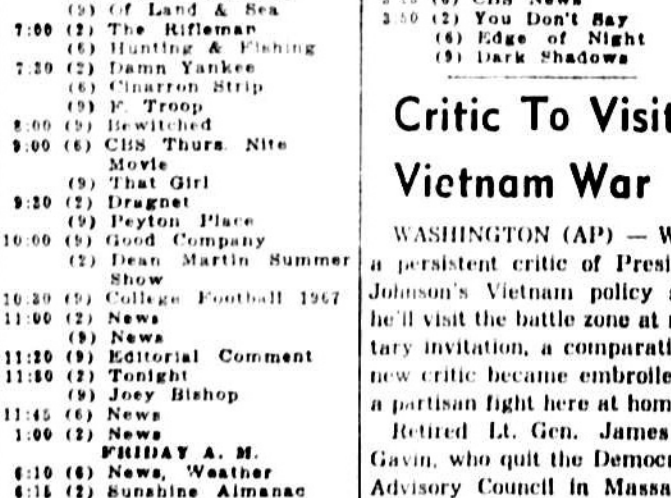 (9) Of Land & Sea
7:00 (2) The Rifleman
(6) Hunting & Fishing
7:30 (2) Damn Yankee
(6) Cinarron Strip
(9) F. Troop
8:00 (9) Bewitched
9:00 (6) CBS Thurs. Nite
Movie
(9) That Girl
9:30 (2) Dragnet
(9) Peyton Place
10:00 (9) Good Company
(2) Dean Martin Summer
Show
10:30 (9) College Football 1967
11:00 (2) News
(9) News
11:20 (9) Editorial Comment
11:30 (2) Tonight
(9) Joey Bishop
11:45 (6) News
1:00 (2) News
FRIDAY A. M.
6:10 (6) News, Weather
6:15 (2) Sunshine Almanac
(6) CBS News
3:30 (2) You Don't Say
(6) Edge of Night
(9) Dark Shadows
Critic To Visit
Vietnam War
WASHINGTON (AP) — W
a persistent critic of Presi
Johnson's Vietnam policy
he'll visit the battle zone at
tary invitation, a comparati
new critic became embroile
a partisan fight here at hom
Retired Lt. Gen. James
Gavin, who quit the Democr
Advisory Council in Massa